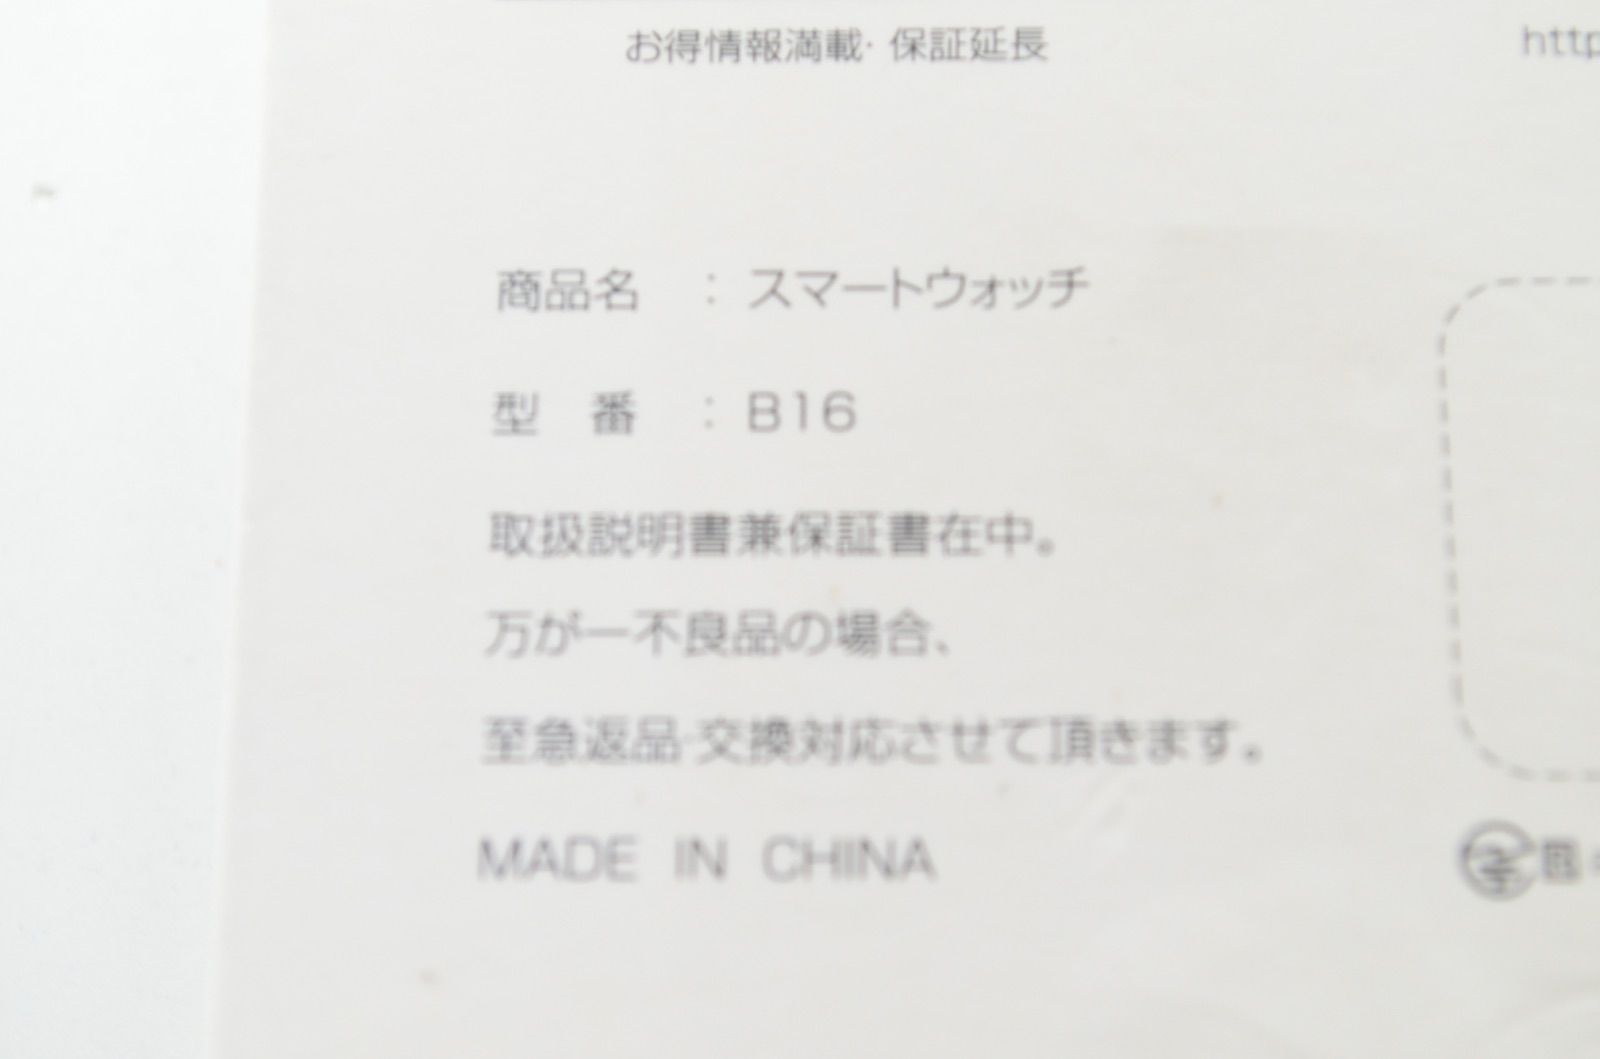 お得情報満載・保証延長
http
商品名 : スマートウォッチ
型 番 : B16
取扱説明書兼保証書在中。
万が一不良品の場合、
至急返品・交換対応させて頂きます。
MADE IN CHINA